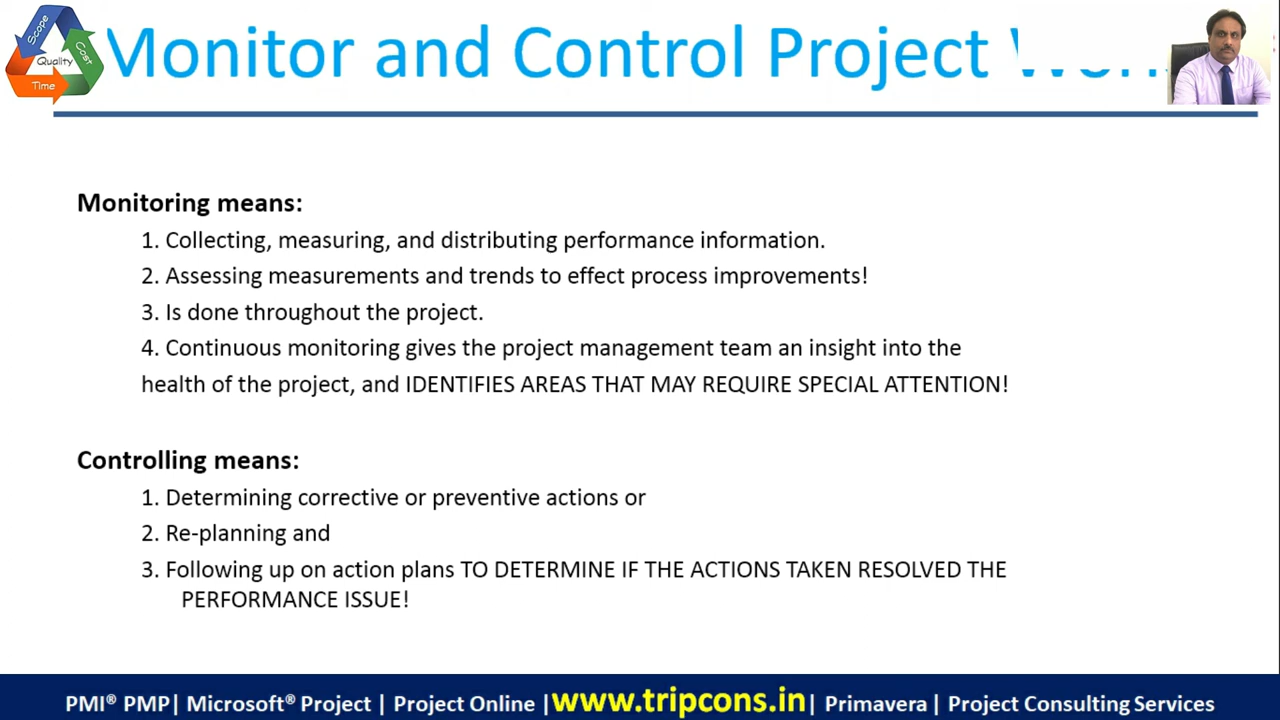 Scope
Cost
Quality
Time
Monitor and Control Project
Monitoring means:
1. Collecting, measuring, and distributing performance information.
2. Assessing measurements and trends to effect process improvements!
3. Is done throughout the project.
4. Continuous monitoring gives the project management team an insight into the
health of the project, and IDENTIFIES AREAS THAT MAY REQUIRE SPECIAL ATTENTION!
Controlling means:
1. Determining corrective or preventive actions or
2. Re-planning and
3. Following up on action plans TO DETERMINE IF THE ACTIONS TAKEN RESOLVED THE
PERFORMANCE ISSUE!
PMI® PMP| Microsoft® Project | Project Online |www.tripcons.in| Primavera | Project Consulting Services